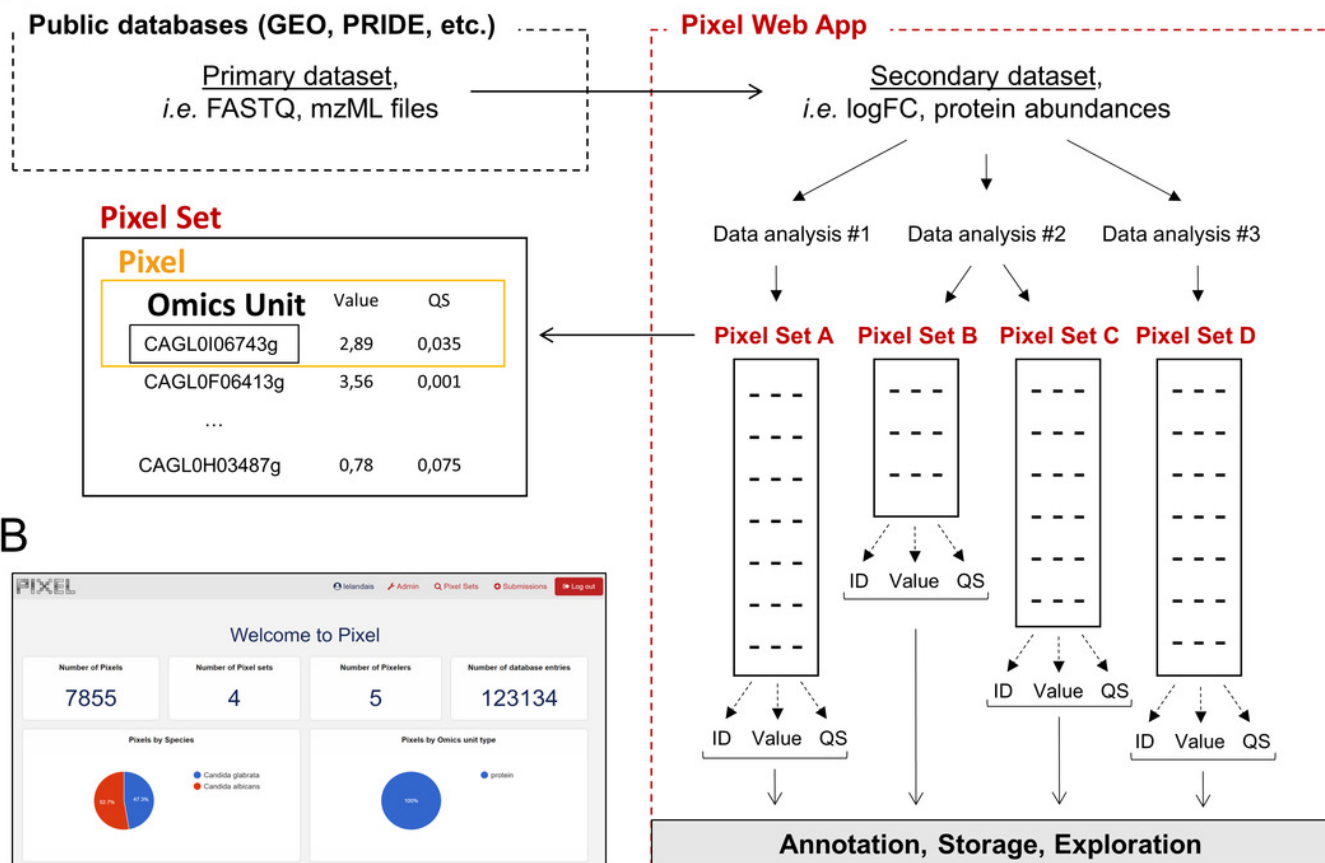 Public databases (GEO, PRIDE, etc.)
Primary dataset,
i.e. FASTQ, mzML files
Pixel Web App
Secondary dataset,
i.e. logFC, protein abundances
Data analysis #1 Data analysis #2 Data analysis #3
Pixel Set A Pixel Set B Pixel Set C Pixel Set D
ID Value QS
ID Value QS
ID Value QS
ID Value QS
Annotation, Storage, Exploration
Pixel Set
Pixel
Omics Unit Value QS
CAGL0I06743g 2,89 0,035
CAGL0F06413g 3,56 0,001
...
CAGL0H03487g 0,78 0,075
B
PIXEL lelandais Admin Pixel Sets Submissions Log out
Welcome to Pixel
Number of Pixels Number of Pixel sets Number of Pixelers Number of database entries
7855 4 5 123134
Pixels by Species Pixels by Omics unit type
Candida glabrata protein
Candida albicans
52.7% 47.3% 100%